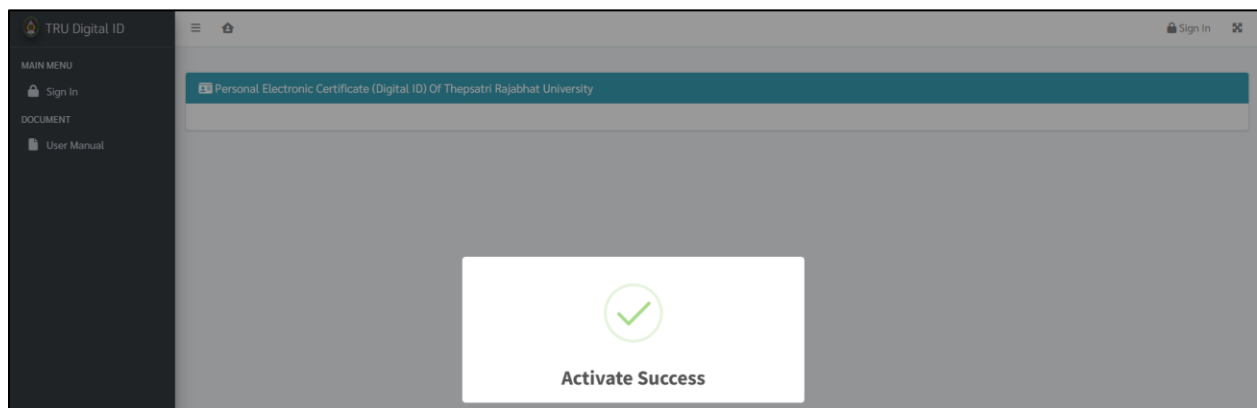 TRU Digital ID
Sign In
MAIN MENU
Sign In
Personal Electronic Certificate (Digital ID) Of Thepsatri Rajabhat University
DOCUMENT
User Manual
Activate Success